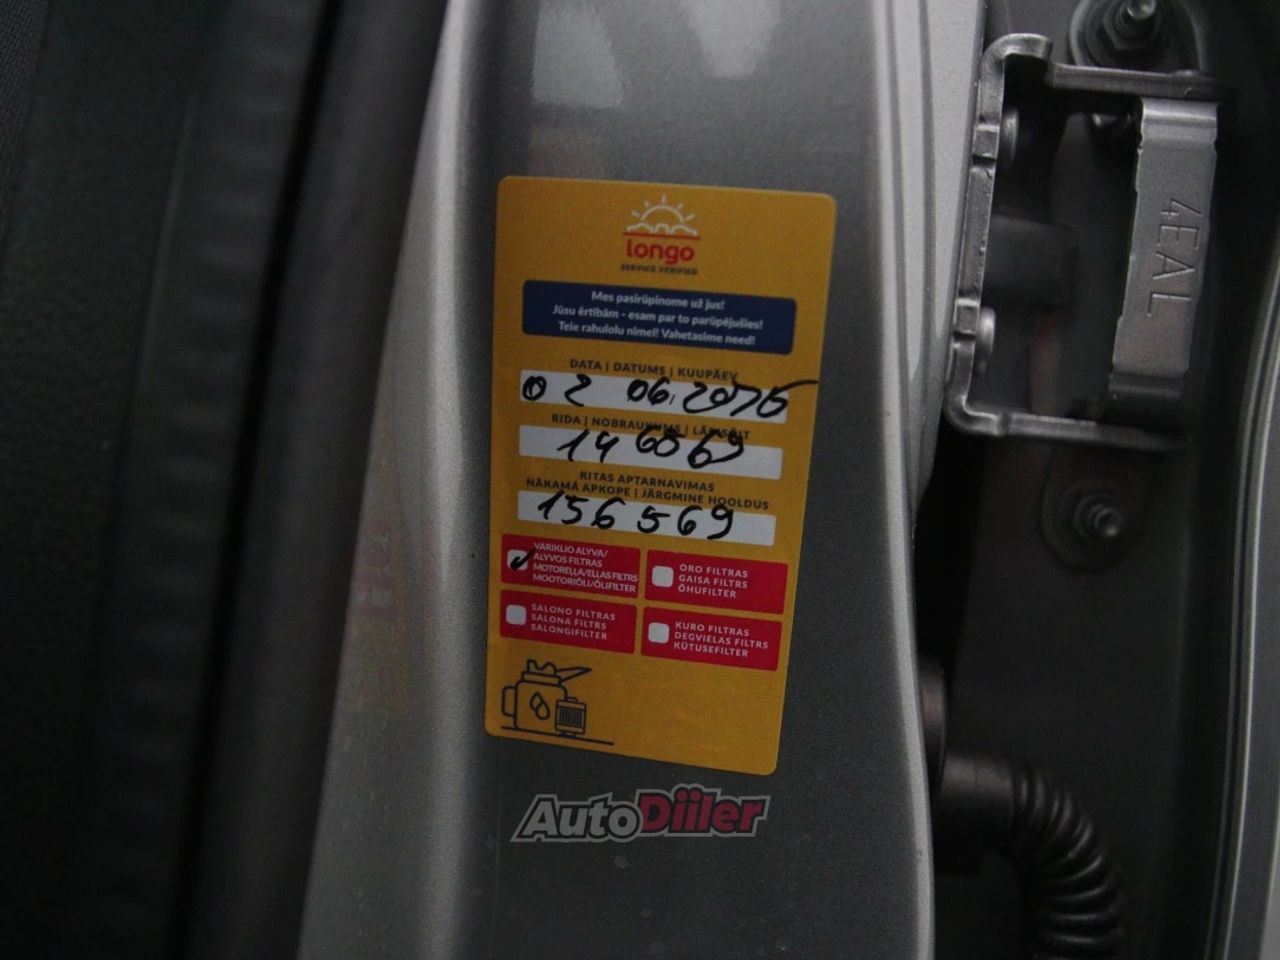 longo
SERVICE VERIFIED
Mes pasirūpinome už jus!
Jūsu ērtībām - esam par to parūpējušies!
Teie rahulolu nimel! Vahetasime need!
DATA | DATUMS | KUUPÄEV
02 06.2025
RIDA | NOBRAUKUMS | LÄBISÕIT
146569
KITAS APTARNAVIMAS
NĀKAMĀ APKOPE | JÄRGMINE HOOLDUS
156569
VARIKLIO ALYVA/
ALYVOS FILTRAS
MOTOREĻĻA/EĻĻAS FILTRS
MOOTORIÕLI/ÕLIFILTER
ORO FILTRAS
GAISA FILTRS
ÕHUFILTER
SALONO FILTRAS
SALONA FILTRS
SALONGIFILTER
KURO FILTRAS
DEGVIELAS FILTRS
KÜTUSEFILTER
4EAL
AutoDiiler